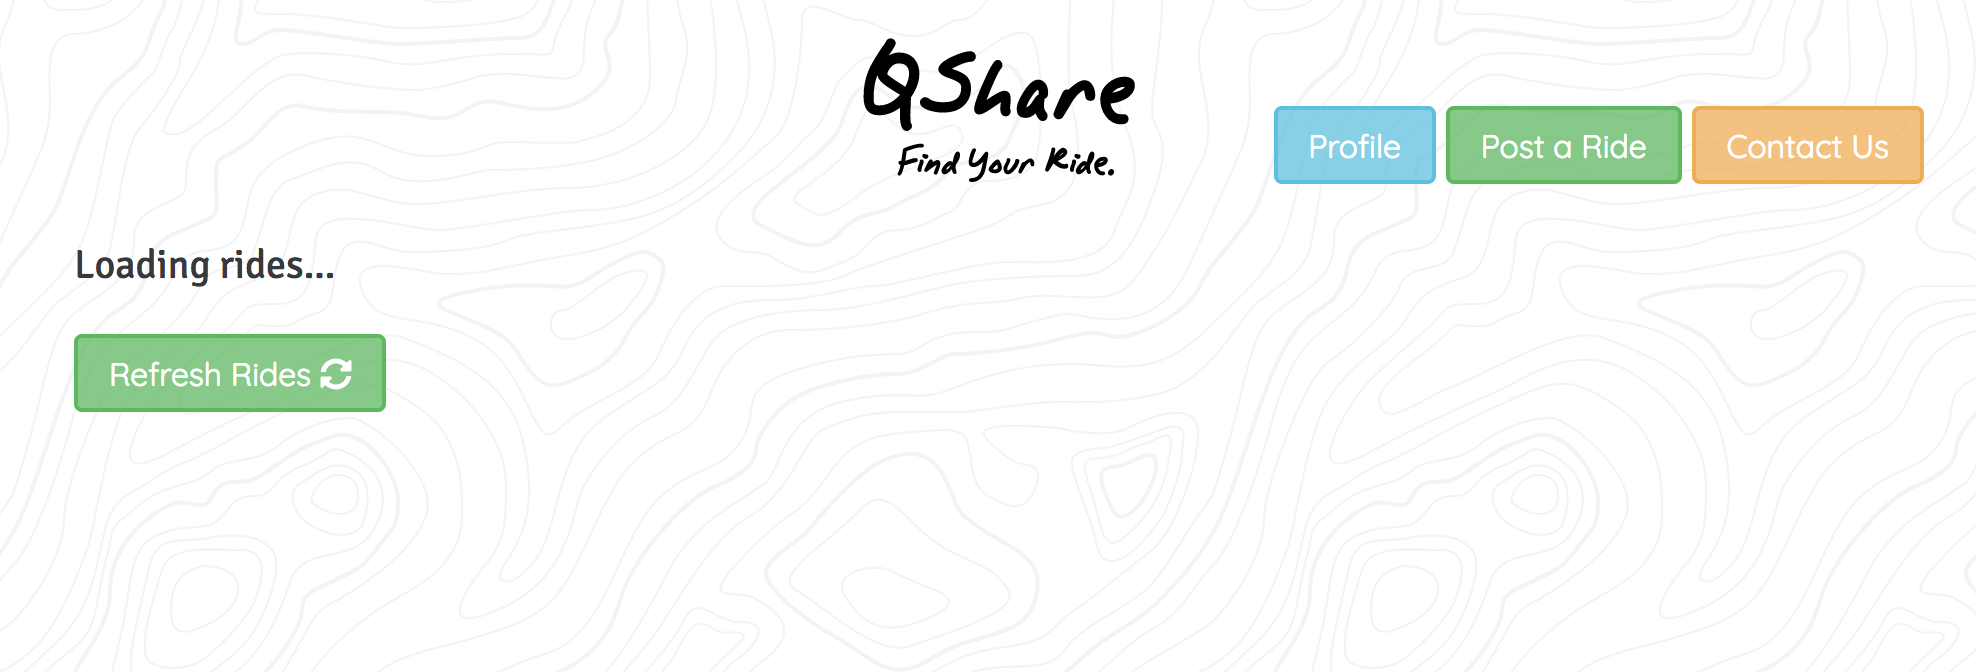 QShare
Find Your Ride.
Profile
Post a Ride
Contact Us
Loading rides...
Refresh Rides